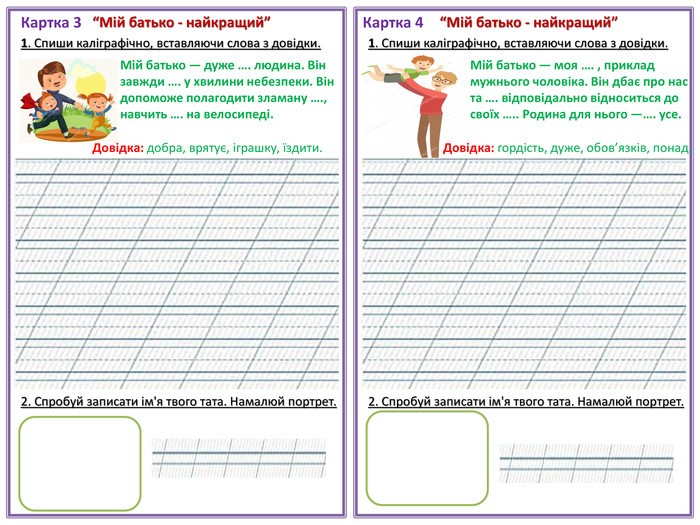 Картка 3 “Мій батько - найкращий”
1. Спиши каліграфічно, вставляючи слова з довідки.
Мій батько — дуже …. людина. Він
завжди …. у хвилини небезпеки. Він
допоможе полагодити зламану ….,
навчить …. на велосипеді.
Довідка: добра, врятує, іграшку, їздити.
2. Спробуй записати ім'я твого тата. Намалюй портрет.
Картка 4 “Мій батько - найкращий”
1. Спиши каліграфічно, вставляючи слова з довідки.
Мій батько — моя …. , приклад
мужнього чоловіка. Він дбає про нас
та …. відповідально відноситься до
своїх ….. Родина для нього —…. усе.
Довідка: гордість, дуже, обов’язків, понад
2. Спробуй записати ім'я твого тата. Намалюй портрет.